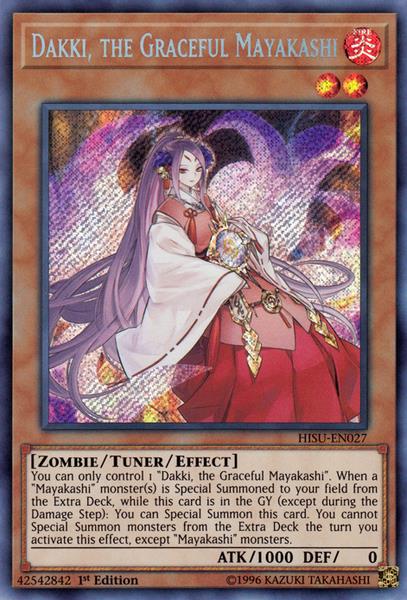 DAKKI, THE GRACEFUL MAYAKASHI
FIRE
炎
HISU-EN027
[ZOMBIE/TUNER/EFFECT]
You can only control 1 "Dakki, the Graceful Mayakashi". When a
"Mayakashi" monster(s) is Special Summoned to your field from
the Extra Deck, while this card is in the GY (except during the
Damage Step): You can Special Summon this card. You cannot
Special Summon monsters from the Extra Deck the turn you
activate this effect, except "Mayakashi" monsters.
ATK/1000 DEF/ 0
42542842 1st Edition ©1996 KAZUKI TAKAHASHI